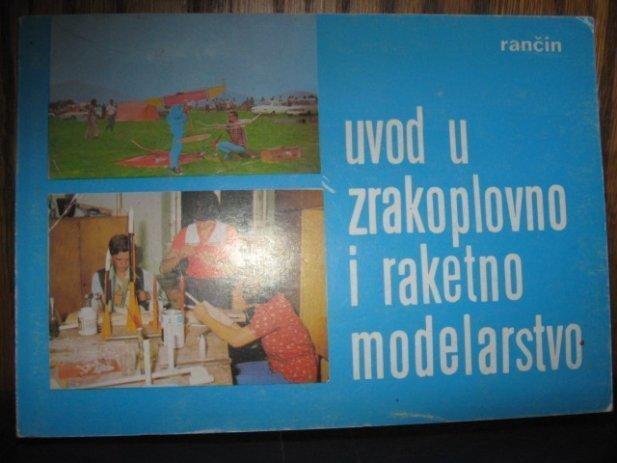 rančin
uvod u
zrakoplovno
i raketno
modelarstvo